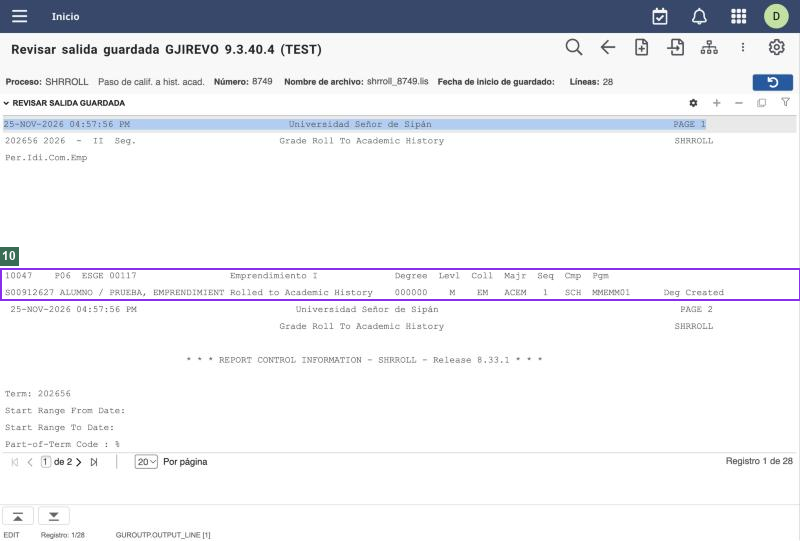 Inicio
D
Revisar salida guardada GJIREVO 9.3.40.4 (TEST)
Proceso: SHRROLL Paso de calif. a hist. acad. Número: 8749 Nombre de archivo: shrroll_8749.lis Fecha de inicio de guardado: Líneas: 28
REVISAR SALIDA GUARDADA
25-NOV-2026 04:57:56 PM Universidad Señor de Sipán PAGE 1
202656 2026 - II Seg. Grade Roll To Academic History SHRROLL
Per.Idi.Com.Emp
10
10047 P06 ESGE 00117 Emprendimiento I Degree Levl Coll Majr Seq Cmp Pgm
S00912627 ALUMNO / PRUEBA, EMPRENDIMIENT Rolled to Academic History 000000 M EM ACEM 1 SCH MMEMM01 Deg Created
25-NOV-2026 04:57:56 PM Universidad Señor de Sipán PAGE 2
Grade Roll To Academic History SHRROLL
* * * REPORT CONTROL INFORMATION - SHRROLL - Release 8.33.1 * * *
Term: 202656
Start Range From Date:
Start Range To Date:
Part-of-Term Code : %
1 de 2 20 Por página Registro 1 de 28
EDIT Registro: 1/28 GUROUTP.OUTPUT_LINE [1]